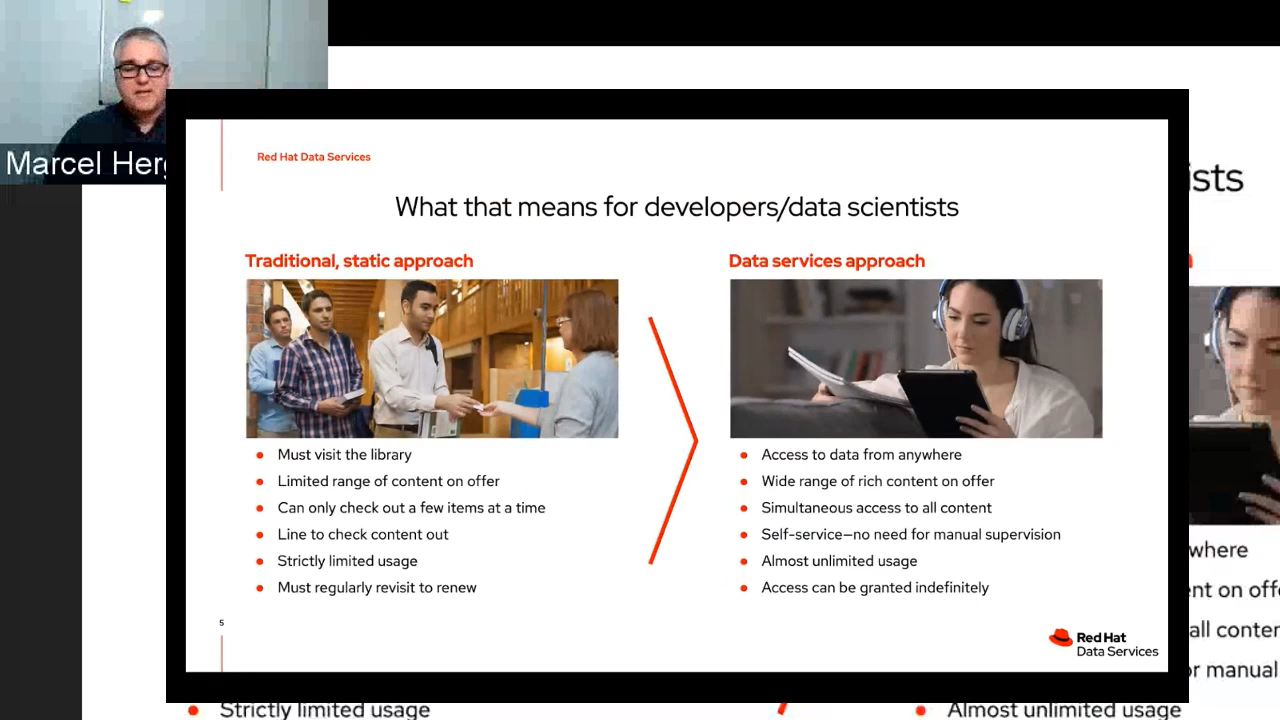 Marcel Herg
Red Hat Data Services
What that means for developers/data scientists
Traditional, static approach
Must visit the library
Limited range of content on offer
Can only check out a few items at a time
Line to check content out
Strictly limited usage
Must regularly revisit to renew
Data services approach
Access to data from anywhere
Wide range of rich content on offer
Simultaneous access to all content
Self-service—no need for manual supervision
Almost unlimited usage
Access can be granted indefinitely
5
Red Hat
Data Services
ists
where
ent on offe
all conten
or manual
Strictly limited usage
Almost unlimited usage